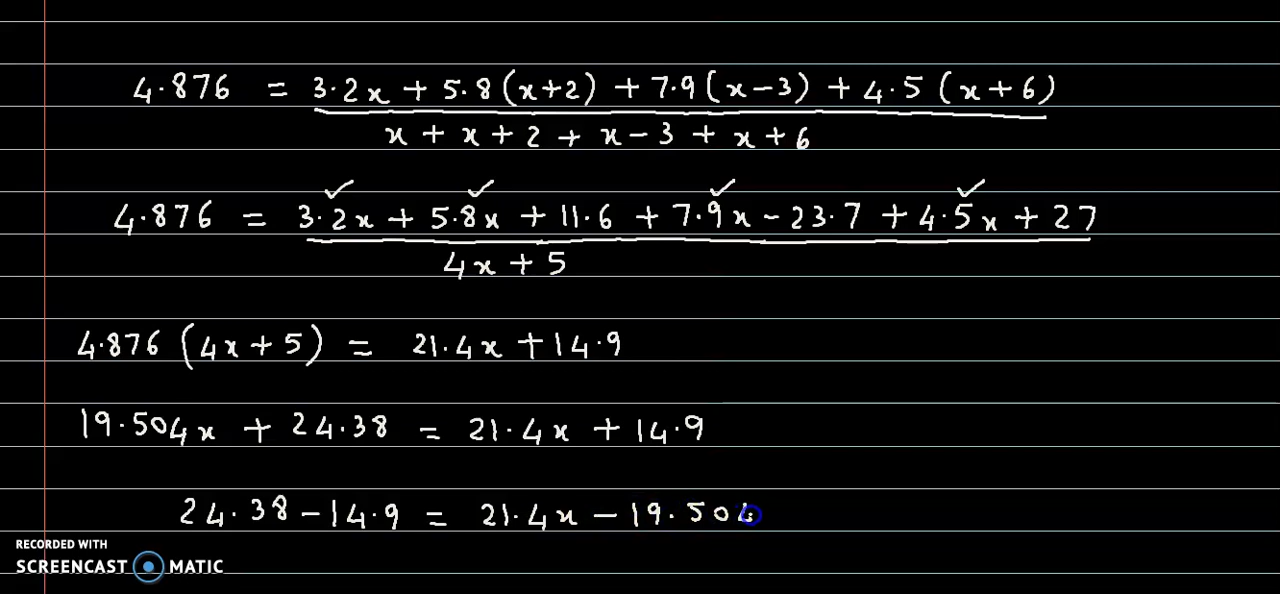 4.876 = 3.2x + 5.8(x+2) + 7.9(x-3) + 4.5(x+6)
x + x + 2 + x - 3 + x + 6
✓ ✓ ✓ ✓
4.876 = 3.2x + 5.8x + 11.6 + 7.9x - 23.7 + 4.5x + 27
4x + 5
4.876 (4x + 5) = 21.4x + 14.9
19.504x + 24.38 = 21.4x + 14.9
24.38 - 14.9 = 21.4x - 19.504
RECORDED WITH
SCREENCAST MATIC